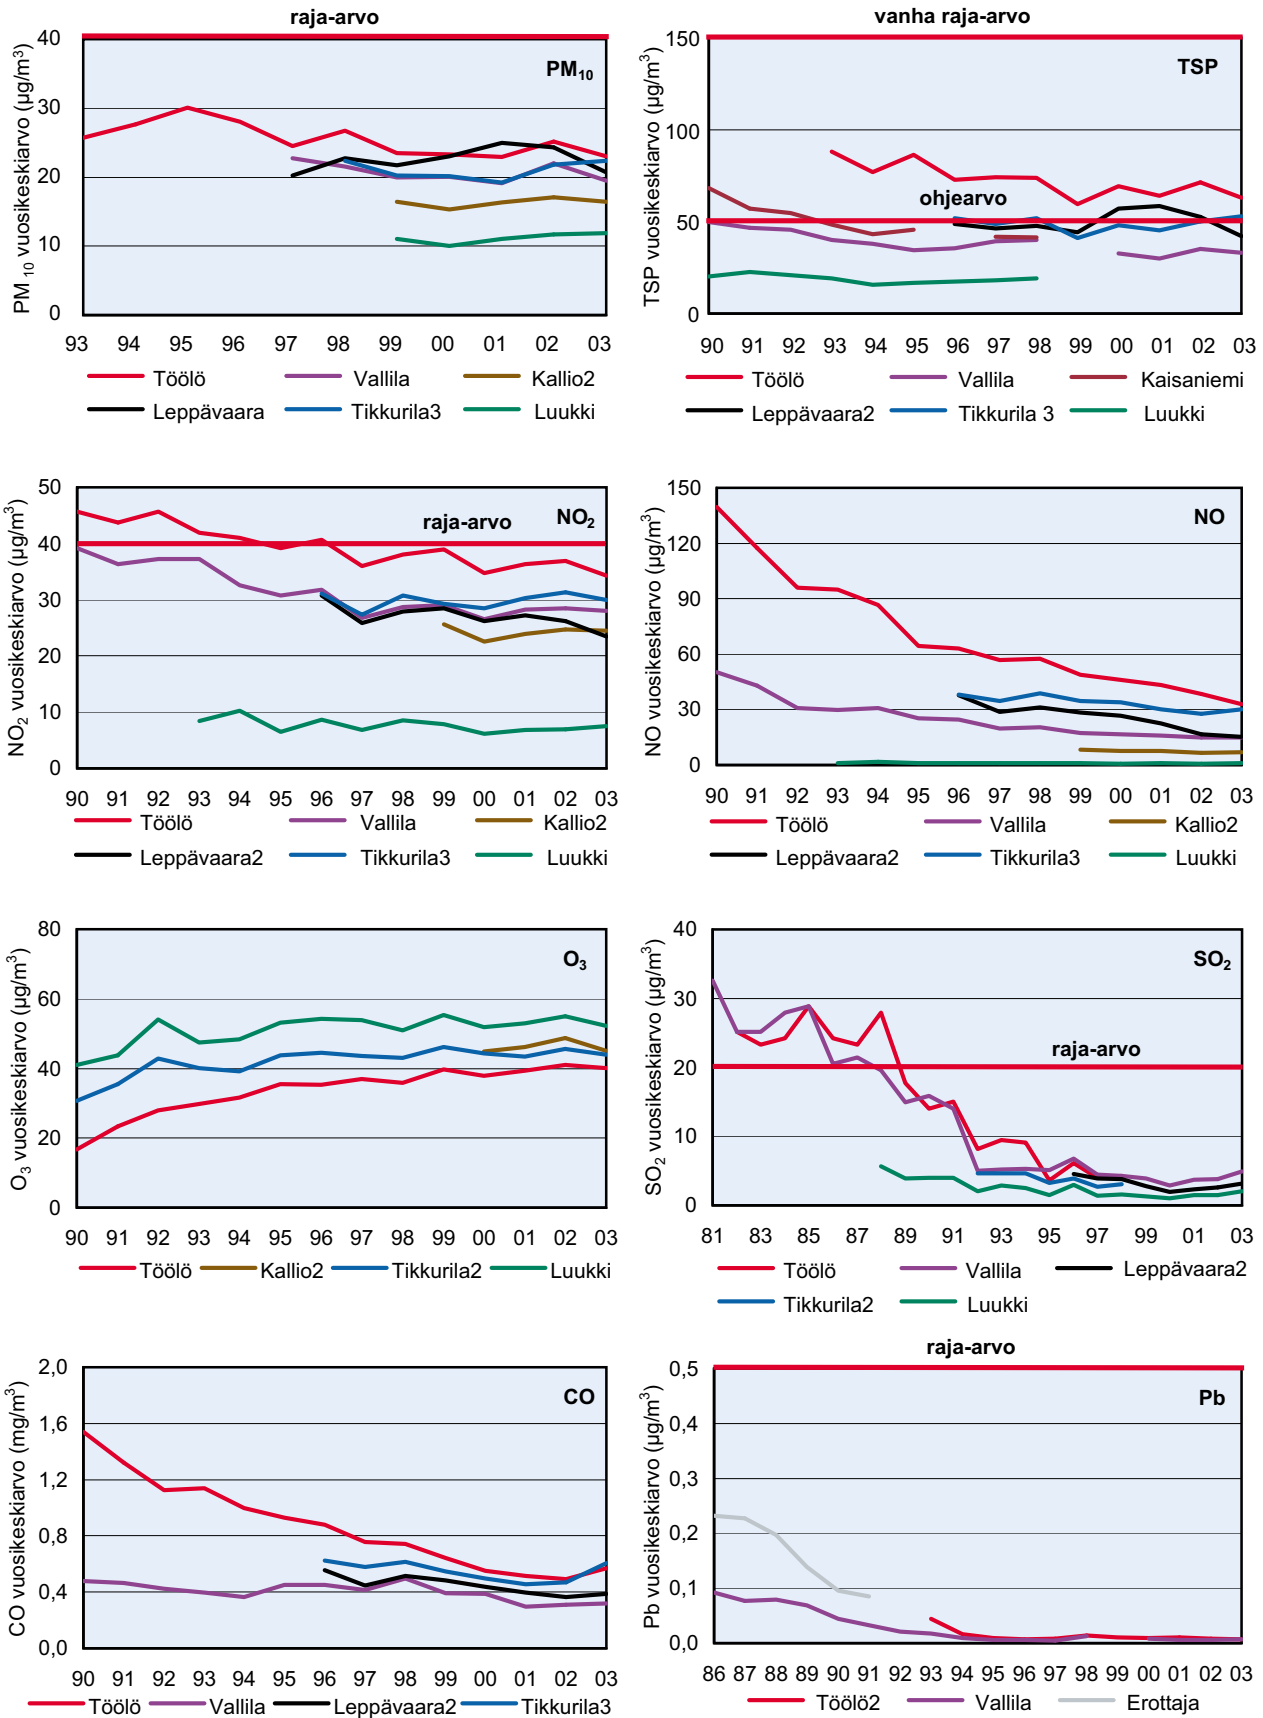 raja-arvo
PM₁₀ vuosikeskiarvo (µg/m³)
40
30
20
10
0
PM₁₀
93 94 95 96 97 98 99 00 01 02 03
Töölö Vallila Kallio2
Leppävaara Tikkurila3 Luukki
vanha raja-arvo
TSP vuosikeskiarvo (µg/m³)
150
100
50
0
TSP
ohjearvo
90 91 92 93 94 95 96 97 98 99 00 01 02 03
Töölö Vallila Kaisaniemi
Leppävaara2 Tikkurila 3 Luukki
NO₂ vuosikeskiarvo (µg/m³)
50
40
30
20
10
0
raja-arvo NO₂
90 91 92 93 94 95 96 97 98 99 00 01 02 03
Töölö Vallila Kallio2
Leppävaara2 Tikkurila3 Luukki
NO vuosikeskiarvo (µg/m³)
150
120
90
60
30
0
NO
90 91 92 93 94 95 96 97 98 99 00 01 02 03
Töölö Vallila Kallio2
Leppävaara2 Tikkurila3 Luukki
O₃ vuosikeskiarvo (µg/m³)
80
60
40
20
0
O₃
90 91 92 93 94 95 96 97 98 99 00 01 02 03
Töölö Kallio2 Tikkurila2 Luukki
SO₂ vuosikeskiarvo (µg/m³)
40
30
20
10
0
SO₂
raja-arvo
81 83 85 87 89 91 93 95 97 99 01 03
Töölö Vallila Leppävaara2
Tikkurila2 Luukki
CO vuosikeskiarvo (mg/m³)
2,0
1,6
1,2
0,8
0,4
0,0
CO
90 91 92 93 94 95 96 97 98 99 00 01 02 03
Töölö Vallila Leppävaara2 Tikkurila3
raja-arvo
Pb vuosikeskiarvo (µg/m³)
0,5
0,4
0,3
0,2
0,1
0,0
Pb
86 87 88 89 90 91 92 93 94 95 96 97 98 99 00 01 02 03
Töölö2 Vallila Erottaja